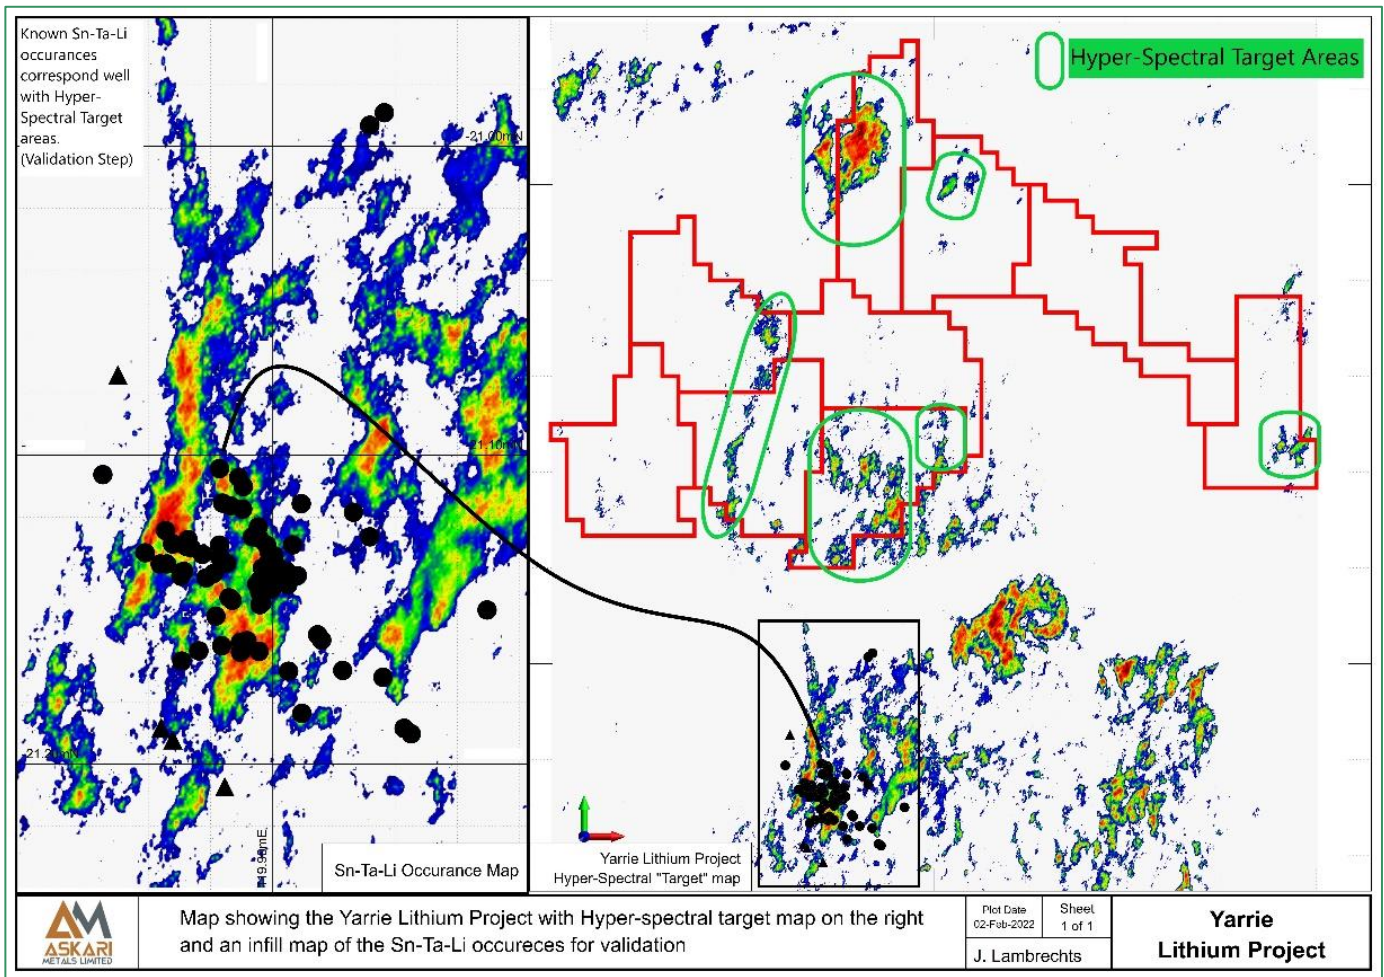 Known Sn-Ta-Li
occurances
correspond well
with Hyper-
Spectral Target
areas.
(Validation Step)
-21.00mN
-21.10mN
-21.20mN
Sn-Ta-Li Occurance Map
Hyper-Spectral Target Areas
Yarrie Lithium Project
Hyper-Spectral "Target" map
AM
ASKARI
METALS LIMITED
Map showing the Yarrie Lithium Project with Hyper-spectral target map on the right
and an infill map of the Sn-Ta-Li occureces for validation
Plot Date
02-Feb-2022
Sheet
1 of 1
J. Lambrechts
Yarrie
Lithium Project